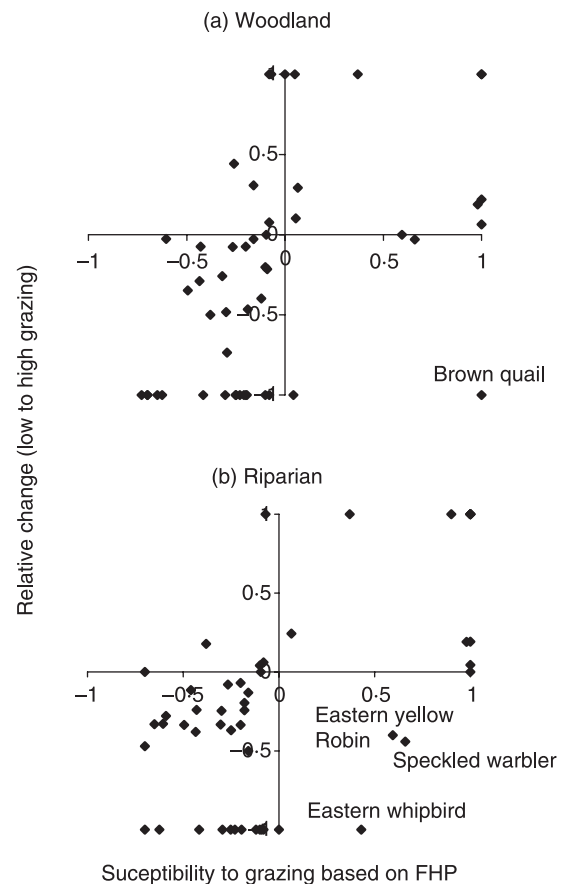 (a) Woodland
0·5
0
−1
−0·5
0
0·5
1
−0·5
Brown quail
Relative change (low to high grazing)
(b) Riparian
1
0·5
0
−1
−0·5
0
0·5
1
Eastern yellow
Robin
−0·5
Speckled warbler
Eastern whipbird
Suceptibility to grazing based on FHP